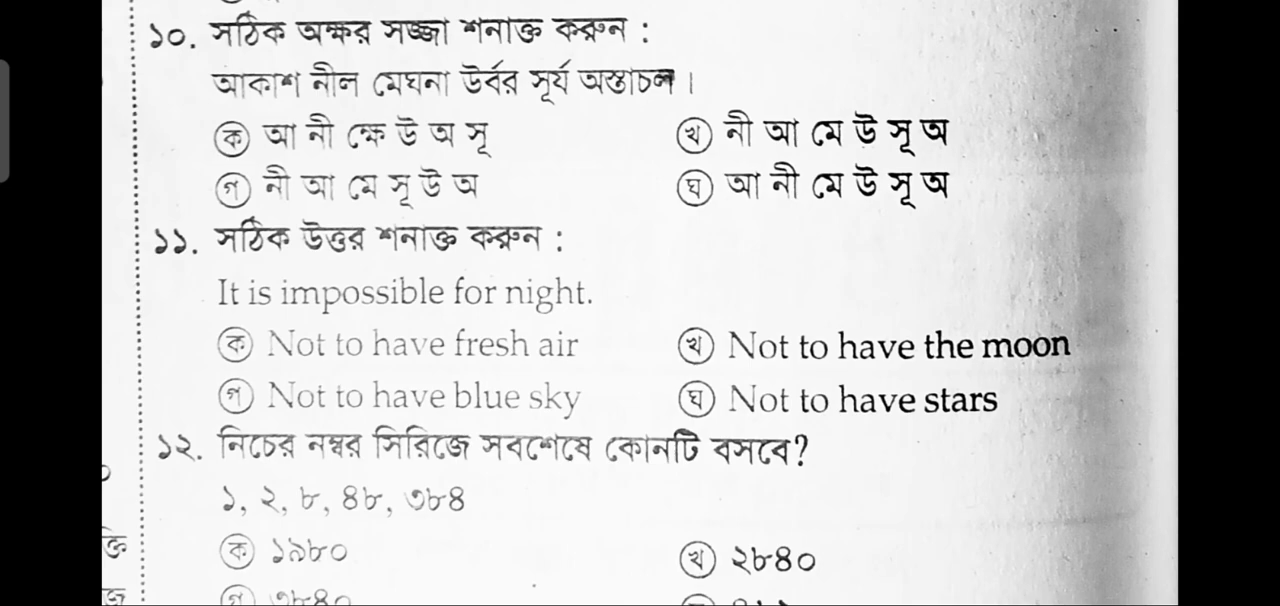 ১০. সঠিক অক্ষর সজ্জা শনাক্ত করুন :
আকাশ নীল মেঘনা উর্বর সূর্য অস্তাচল।
ক আ নী ক্ষে উ অ সূ
খ নী আ মে উ সূ অ
গ নী আ মে সূ উ অ
ঘ আ নী মে উ সূ অ
১১. সঠিক উত্তর শনাক্ত করুন :
It is impossible for night.
ক Not to have fresh air
খ Not to have the moon
গ Not to have blue sky
ঘ Not to have stars
১২. নিচের নম্বর সিরিজে সবশেষে কোনটি বসবে?
১, ২, ৮, ৪৮, ৩৮৪
ক ১৯৮০
খ ২৮৪০